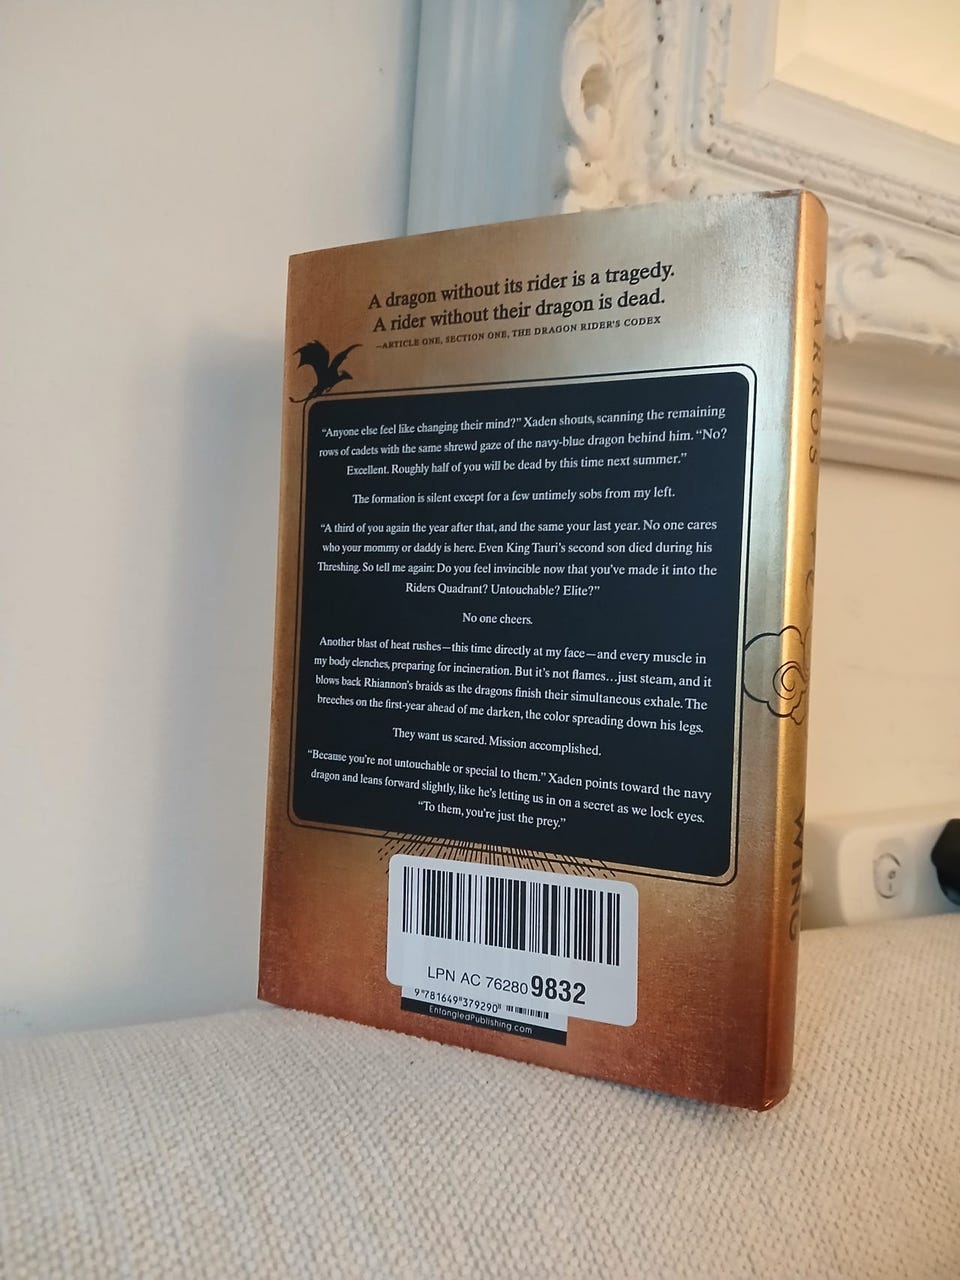 A dragon without its rider is a tragedy.
A rider without their dragon is dead.
—ARTICLE ONE, SECTION ONE, THE DRAGON RIDER'S CODEX
“Anyone else feel like changing their mind?” Xaden shouts, scanning the remaining
rows of cadets with the same shrewd gaze of the navy-blue dragon behind him. “No?
Excellent. Roughly half of you will be dead by this time next summer.”
The formation is silent except for a few untimely sobs from my left.
“A third of you again the year after that, and the same your last year. No one cares
who your mommy or daddy is here. Even King Tauri's second son died during his
Threshing. So tell me again: Do you feel invincible now that you've made it into the
Riders Quadrant? Untouchable? Elite?”
No one cheers.
Another blast of heat rushes—this time directly at my face—and every muscle in
my body clenches, preparing for incineration. But it's not flames…just steam, and it
blows back Rhiannon's braids as the dragons finish their simultaneous exhale. The
breeches on the first-year ahead of me darken, the color spreading down his legs.
They want us scared. Mission accomplished.
“Because you're not untouchable or special to them.” Xaden points toward the navy
dragon and leans forward slightly, like he's letting us in on a secret as we lock eyes.
“To them, you're just the prey.”
LPN AC 76280 9832
9 781649 379290
EntangledPublishing.com
WING